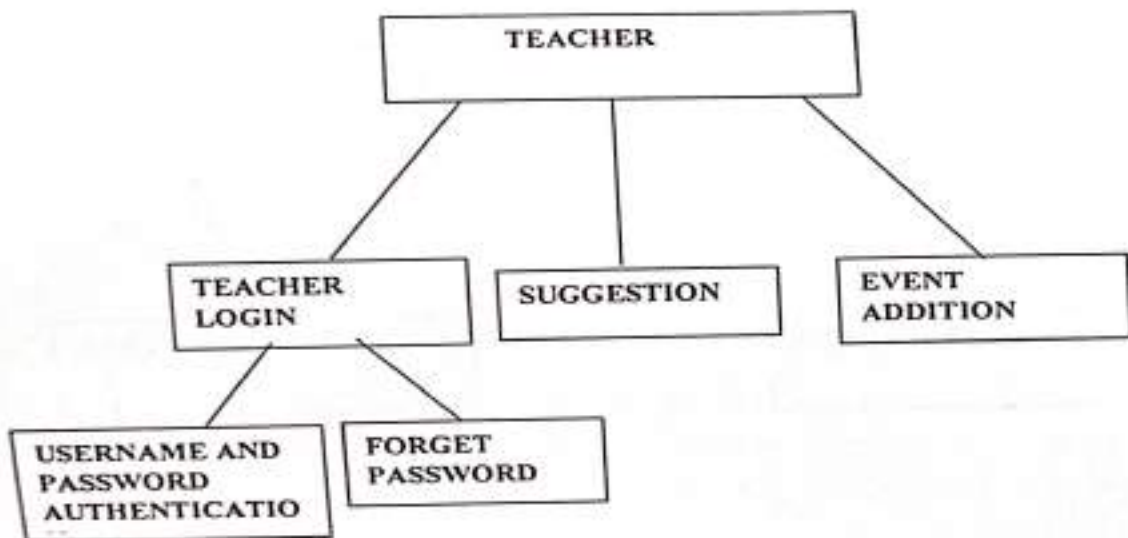 TEACHER
TEACHER
LOGIN
SUGGESTION
EVENT
ADDITION
USERNAME AND
PASSWORD
AUTHENTICATIO
FORGET
PASSWORD